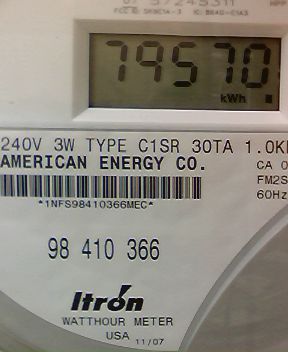 79570
kWh
240V 3W TYPE C1SR 30TA 1.0K
AMERICAN ENERGY CO.
CA 0
FM2S
60Hz
*1NFS98410366MEC*
98 410 366
Itron
WATTHOUR METER
USA 11/07